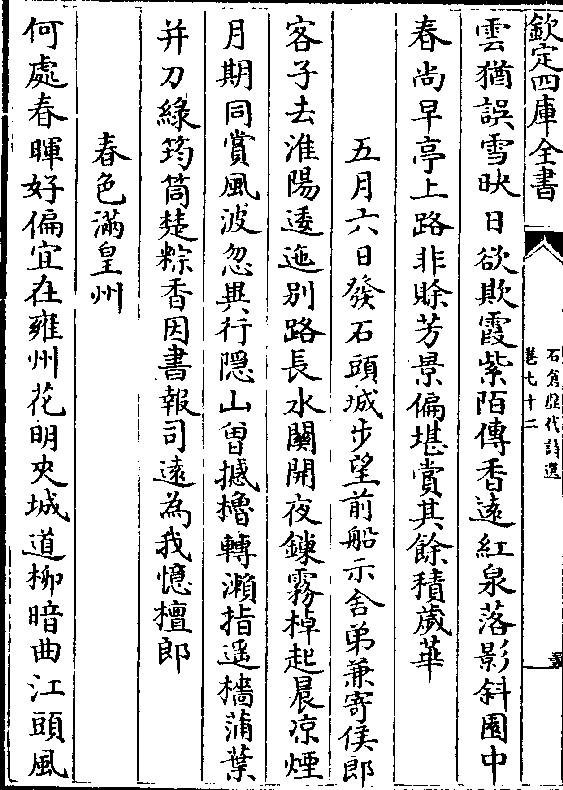 欽定四庫全書
石倉歷代詩選
卷七十二
雲猶誤雪映日欲欺霞紫陌傳香遠紅泉落影斜園中
春尚早亭上路非賒芳景偏堪賞其餘積歲華
五月六日發石頭城步望前船示舍弟兼寄侯郎
客子去淮陽逶迤别路長水關開夜鏁霧棹起晨凉煙
月期同賞風波忽異行隠山曾撼櫓轉瀨指遥檣蒲葉
并刀綠筠筒楚粽香因書報司遠為我憶檀郎
春色滿皇州
何處春暉好偏宜在雍州花明夾城道柳暗曲江頭風